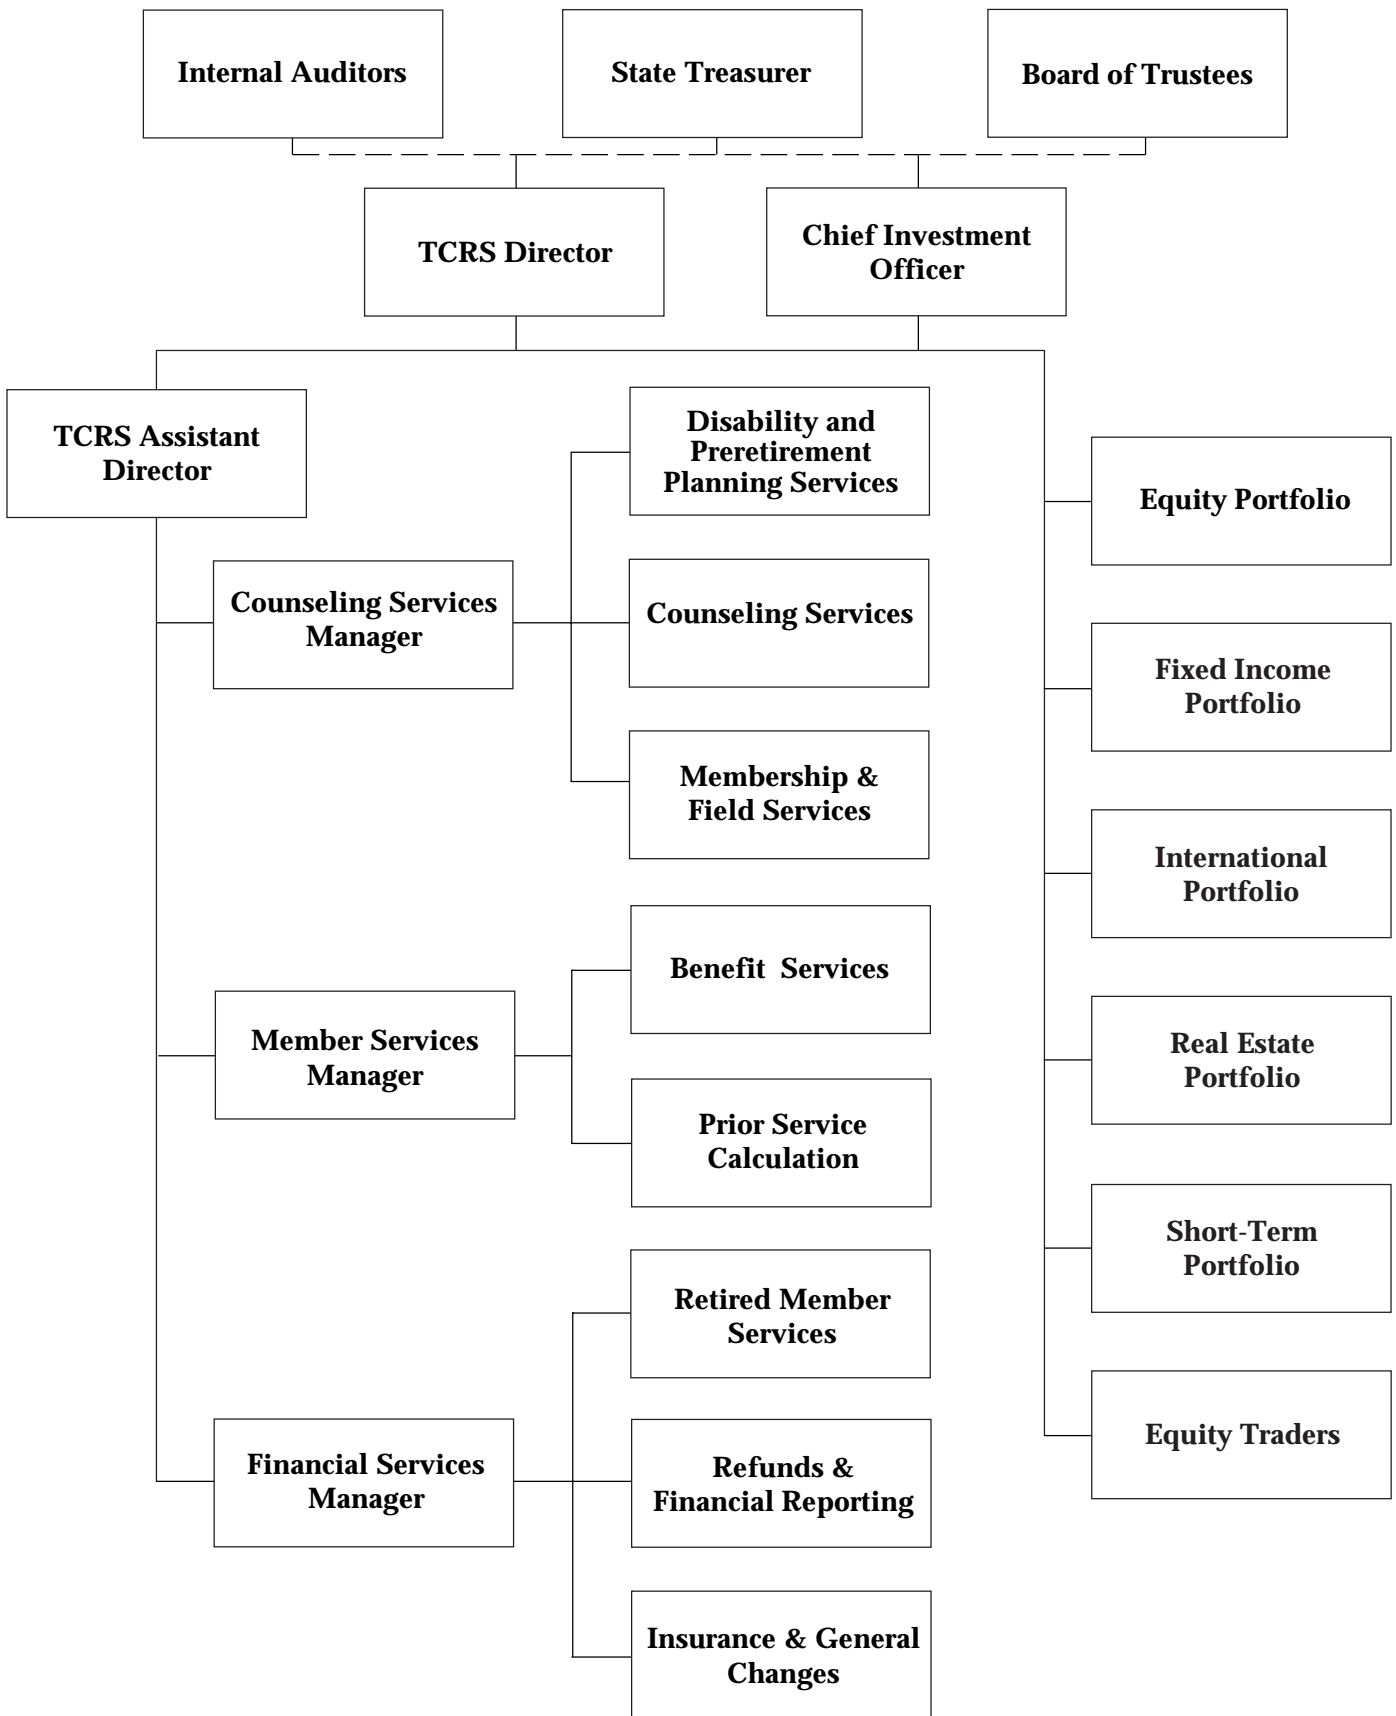 Internal Auditors
State Treasurer
Board of Trustees
TCRS Director
Chief Investment
Officer
TCRS Assistant
Director
Disability and
Preretirement
Planning Services
Equity Portfolio
Counseling Services
Manager
Counseling Services
Fixed Income
Portfolio
Membership &
Field Services
International
Portfolio
Benefit Services
Member Services
Manager
Real Estate
Portfolio
Prior Service
Calculation
Short-Term
Portfolio
Retired Member
Services
Equity Traders
Financial Services
Manager
Refunds &
Financial Reporting
Insurance & General
Changes